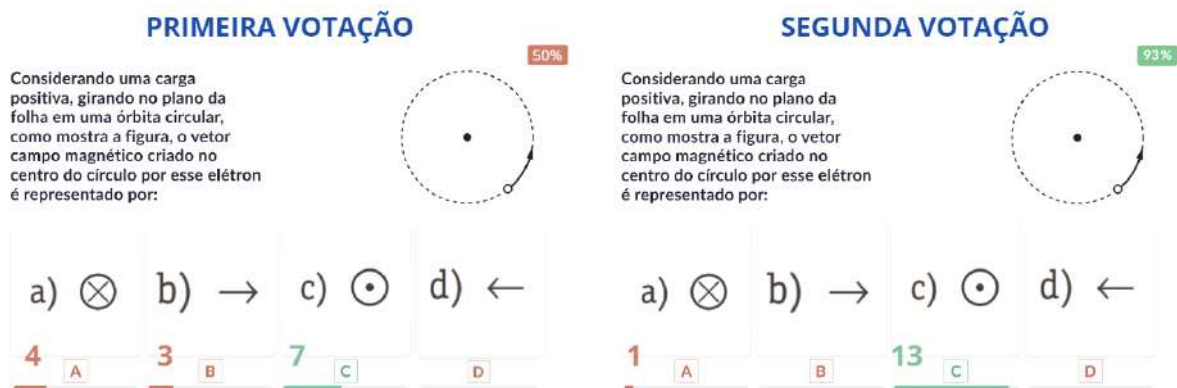 PRIMEIRA VOTAÇÃO
50%
Considerando uma carga
positiva, girando no plano da
folha em uma órbita circular,
como mostra a figura, o vetor
campo magnético criado no
centro do círculo por esse elétron
é representado por:
a) ⊗ b) → c) ⊙ d) ←
4 A 3 B 7 C D
SEGUNDA VOTAÇÃO
93%
Considerando uma carga
positiva, girando no plano da
folha em uma órbita circular,
como mostra a figura, o vetor
campo magnético criado no
centro do círculo por esse elétron
é representado por:
a) ⊗ b) → c) ⊙ d) ←
1 A B 13 C D